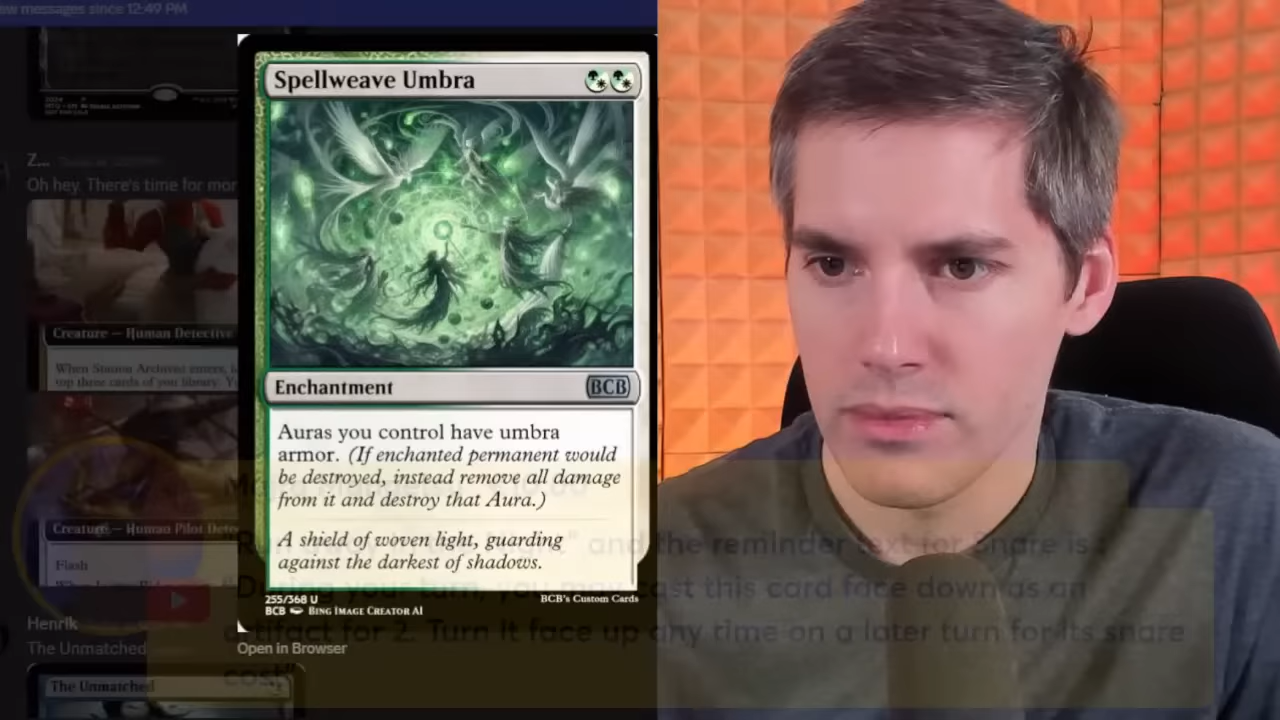 ew messages since 12:49 PM
Spellweave Umbra
Z...
Oh hey. There's time for mor
Creature — Human Detective
When Simon Archivist enters,
top three cards of you library. Yo
Enchantment
BCB
Auras you control have umbra
armor. (If enchanted permanent would
be destroyed, instead remove all damage
from it and destroy that Aura.)
A shield of woven light, guarding
against the darkest of shadows.
255/368 U
BCB BING IMAGE CREATOR AI
BCB's CUSTOM CARDS
Creature — Human Pilot Dete
Flash
Open in Browser
Henrik
The Unmatched
The Unmatched
and the reminder text for Snare is :
"During your turn, you may cast this card face down as an
artifact for 2. Turn it face up any time on a later turn for its snare
cost"